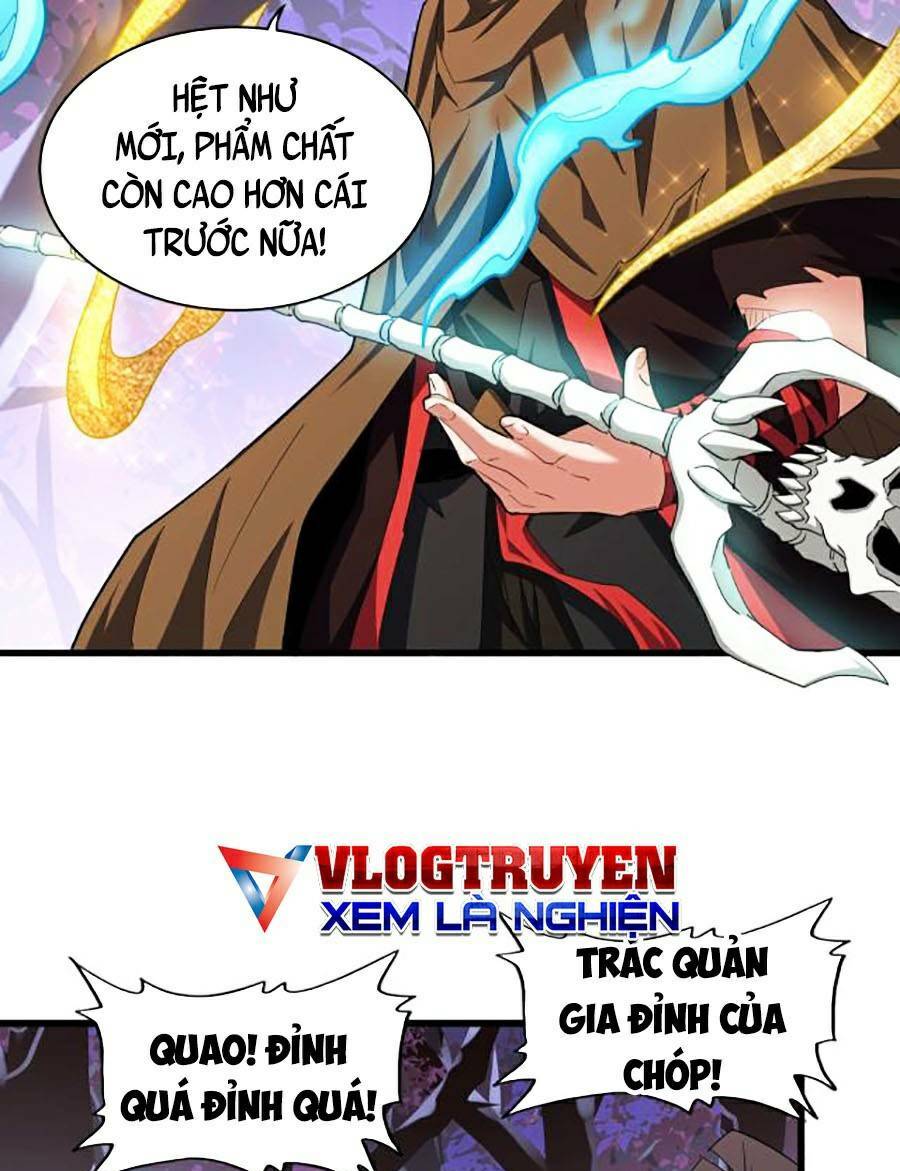 HỆT NHƯ
MỚI, PHẨM CHẤT
CÒN CAO HƠN CÁI
TRƯỚC NỮA!
VLOGTRUYEN
XEM LÀ NGHIỆN
TRÁC QUẢN
GIA ĐỈNH CỦA
CHÓP!
QUAO! ĐỈNH
QUÁ ĐỈNH QUÁ!